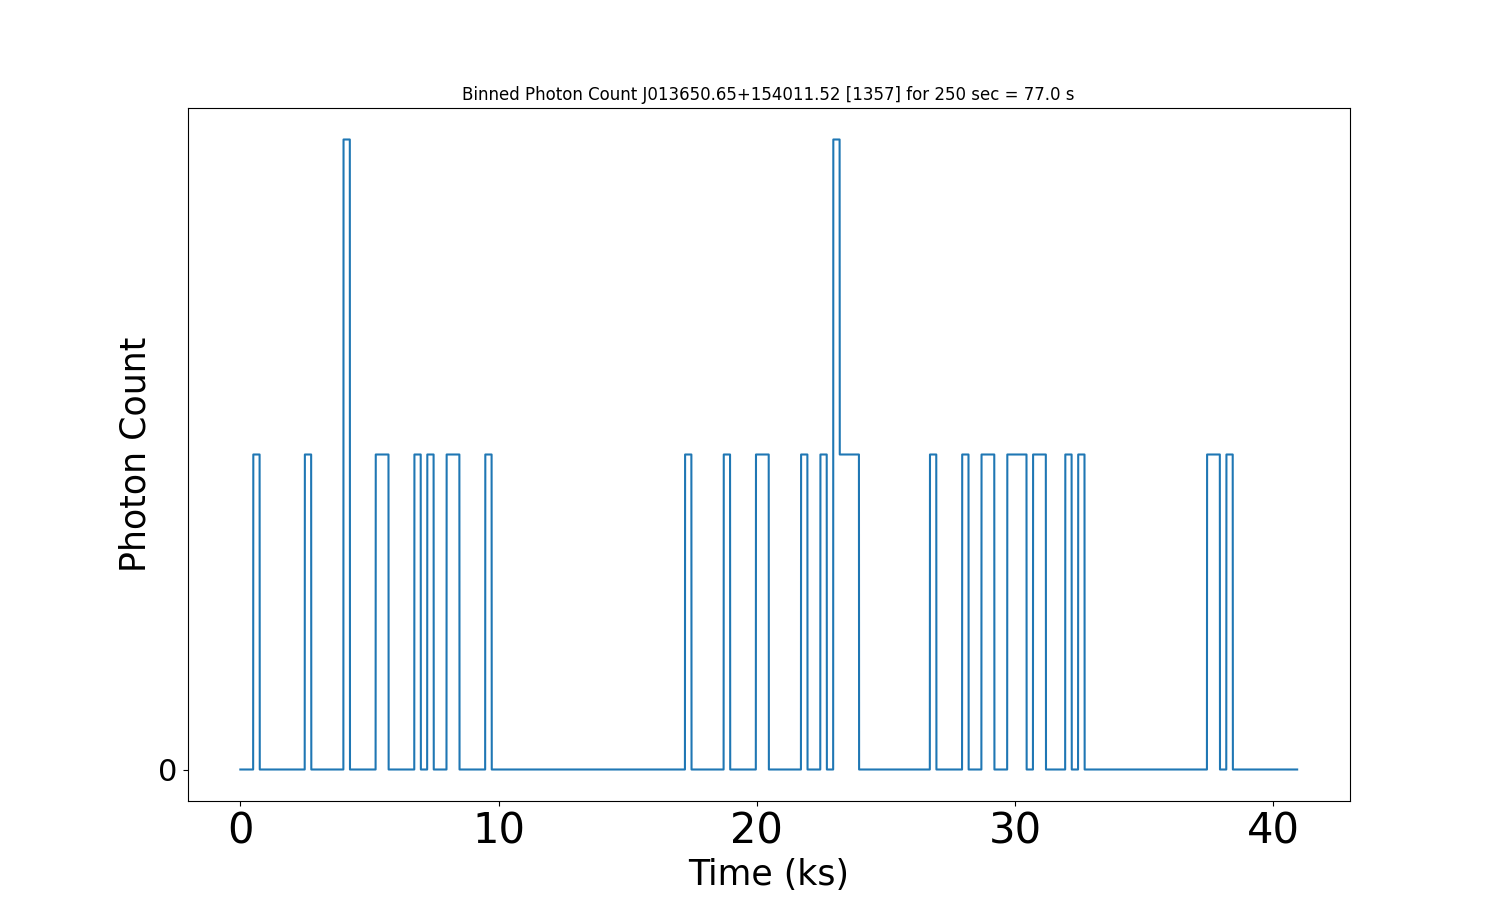 Binned Photon Count J013650.65+154011.52 [1357] for 250 sec = 77.0 s
Photon Count
0
0 10 20 30 40
Time (ks)